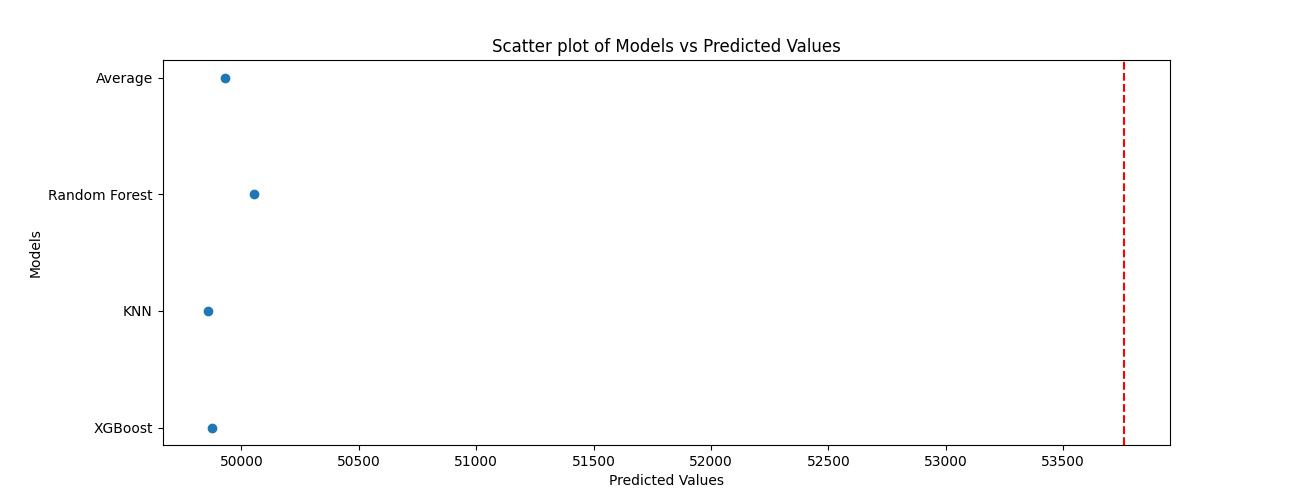 Scatter plot of Models vs Predicted Values
Average
Random Forest
Models
KNN
XGBoost
50000 50500 51000 51500 52000 52500 53000 53500
Predicted Values